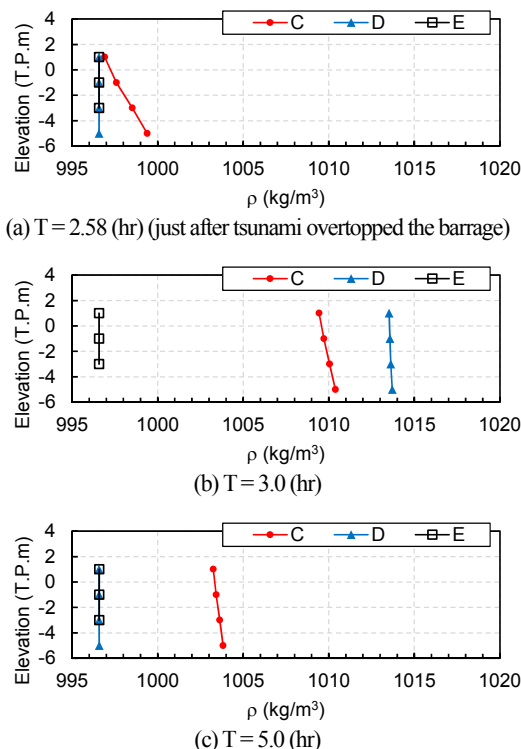 C D E
4
2
0
-2
-4
-6
Elevation (T.P.m)
995 1000 1005 1010 1015 1020
ρ (kg/m³)
(a) T = 2.58 (hr) (just after tsunami overtopped the barrage)
C D E
4
2
0
-2
-4
-6
Elevation (T.P.m)
995 1000 1005 1010 1015 1020
ρ (kg/m³)
(b) T = 3.0 (hr)
C D E
4
2
0
-2
-4
-6
Elevation (T.P.m)
995 1000 1005 1010 1015 1020
ρ (kg/m³)
(c) T = 5.0 (hr)